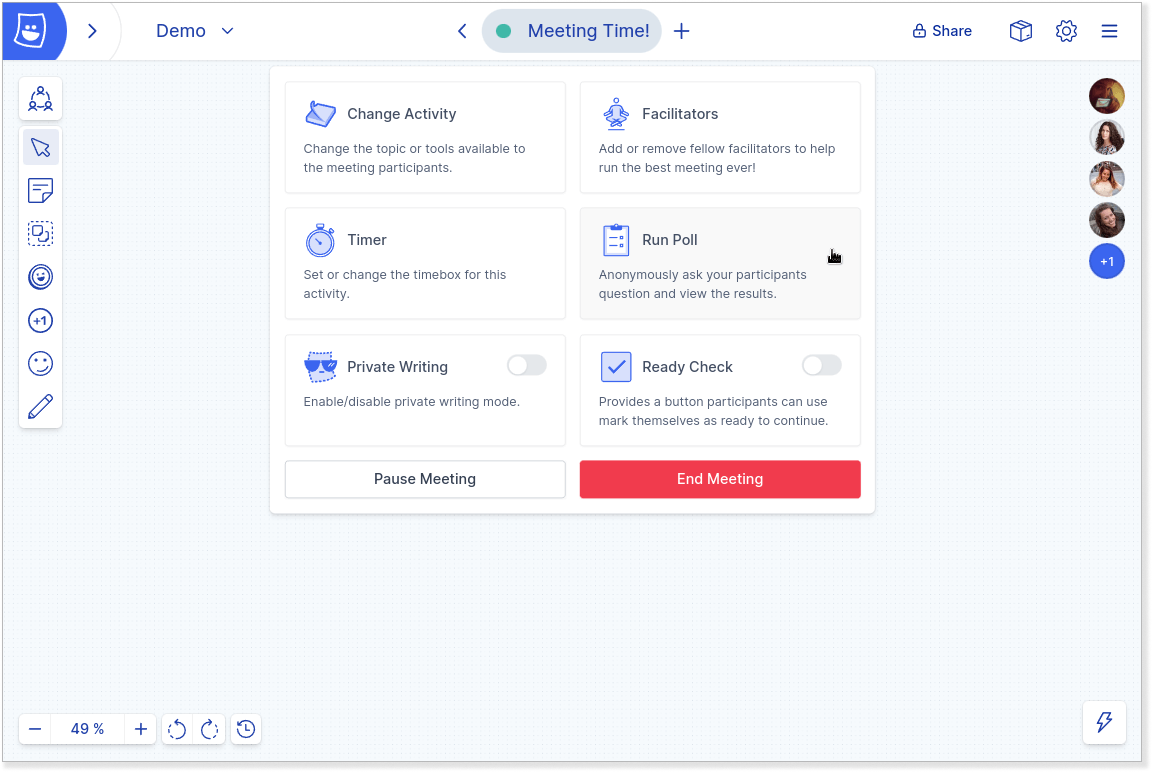 Demo
Meeting Time!
Share
Change Activity
Change the topic or tools available to
the meeting participants.
Facilitators
Add or remove fellow facilitators to help
run the best meeting ever!
Timer
Set or change the timebox for this
activity.
Run Poll
Anonymously ask your participants
question and view the results.
Private Writing
Enable/disable private writing mode.
Ready Check
Provides a button participants can use
mark themselves as ready to continue.
Pause Meeting
End Meeting
+1
+1
49 %